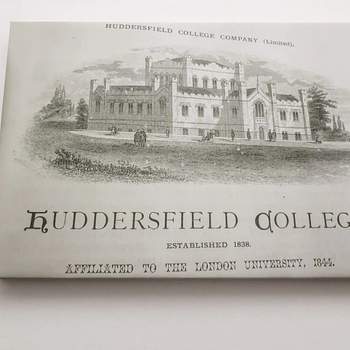 HUDDERSFIELD COLLEGE COMPANY (Limited).
HUDDERSFIELD COLLEG
ESTABLISHED 1838.
AFFILIATED TO THE LONDON UNIVERSITY, 1844.